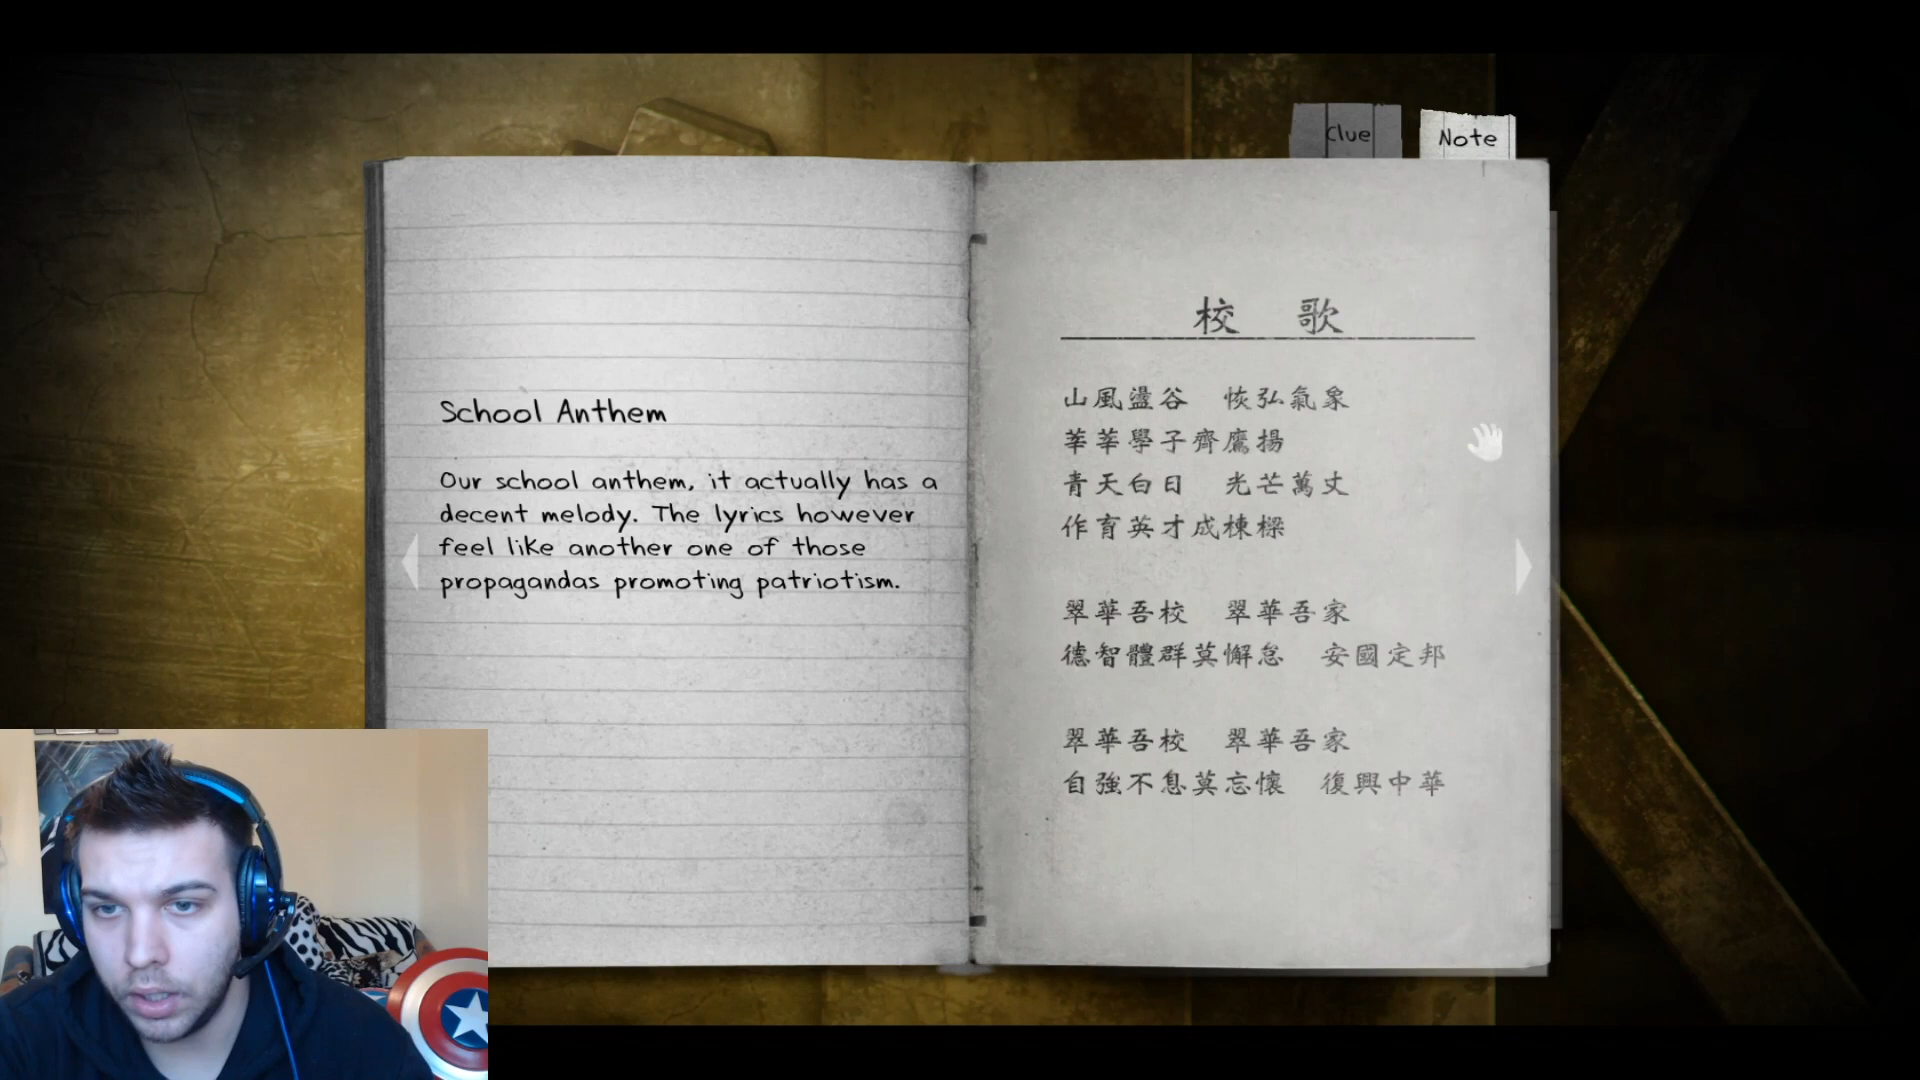 Clue
Note
School Anthem
Our school anthem, it actually has a
decent melody. The lyrics however
feel like another one of those
propagandas promoting patriotism.
校 歌
山風盪谷 恢弘氣象
莘莘學子齊鷹揚
青天白日 光芒萬丈
作育英才成棟樑
翠華吾校 翠華吾家
德智體群莫懈怠 安國定邦
翠華吾校 翠華吾家
自強不息莫忘懷 復興中華